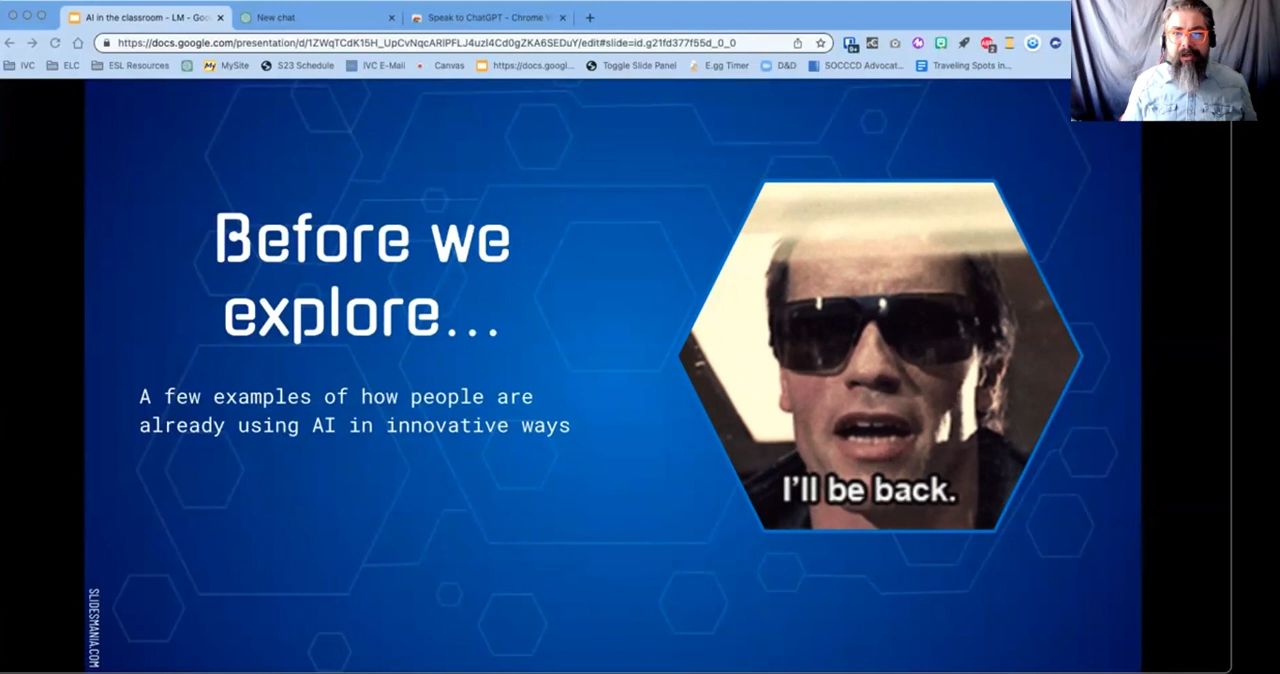 AI in the classroom - LM - Goo
New chat
Speak to ChatGPT - Chrome W
https://docs.google.com/presentation/d/1ZWqTCdK15H_UpCvNqcARlPFLJ4uzI4Cd0gZKA6SEDuY/edit#slide=id.g21fd377f55d_0_0
IVC
ELC
ESL Resources
MySite
S23 Schedule
IVC E-Mail
Canvas
https://docs.googl...
Toggle Slide Panel
E.gg Timer
D&D
SOCCCD Advocat...
Traveling Spots in...
Before we
explore...
A few examples of how people are
already using AI in innovative ways
I'll be back.
SLIDESMANIA.COM